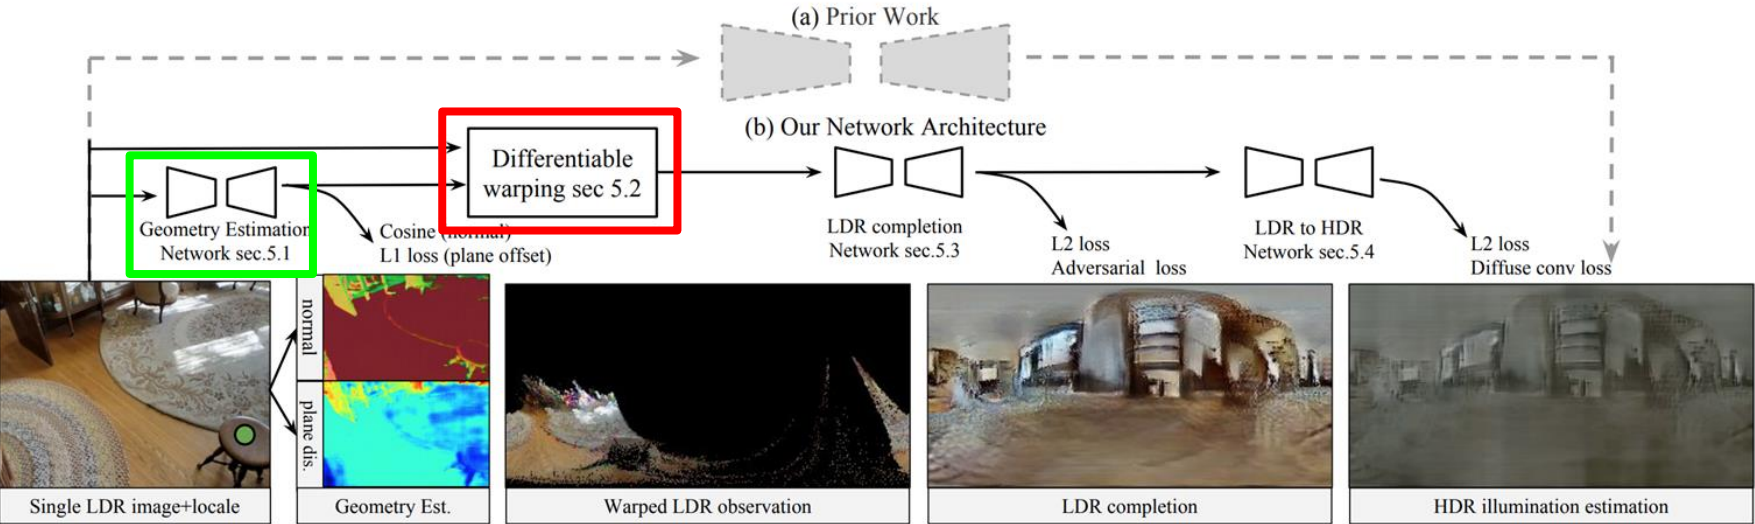 (a) Prior Work
(b) Our Network Architecture
Differentiable
warping sec 5.2
Geometry Estimation
Network sec.5.1
Cosine (normal)
L1 loss (plane offset)
LDR completion
Network sec.5.3
L2 loss
Adversarial loss
LDR to HDR
Network sec.5.4
L2 loss
Diffuse conv loss
normal
plane dis.
Single LDR image+locale
Geometry Est.
Warped LDR observation
LDR completion
HDR illumination estimation